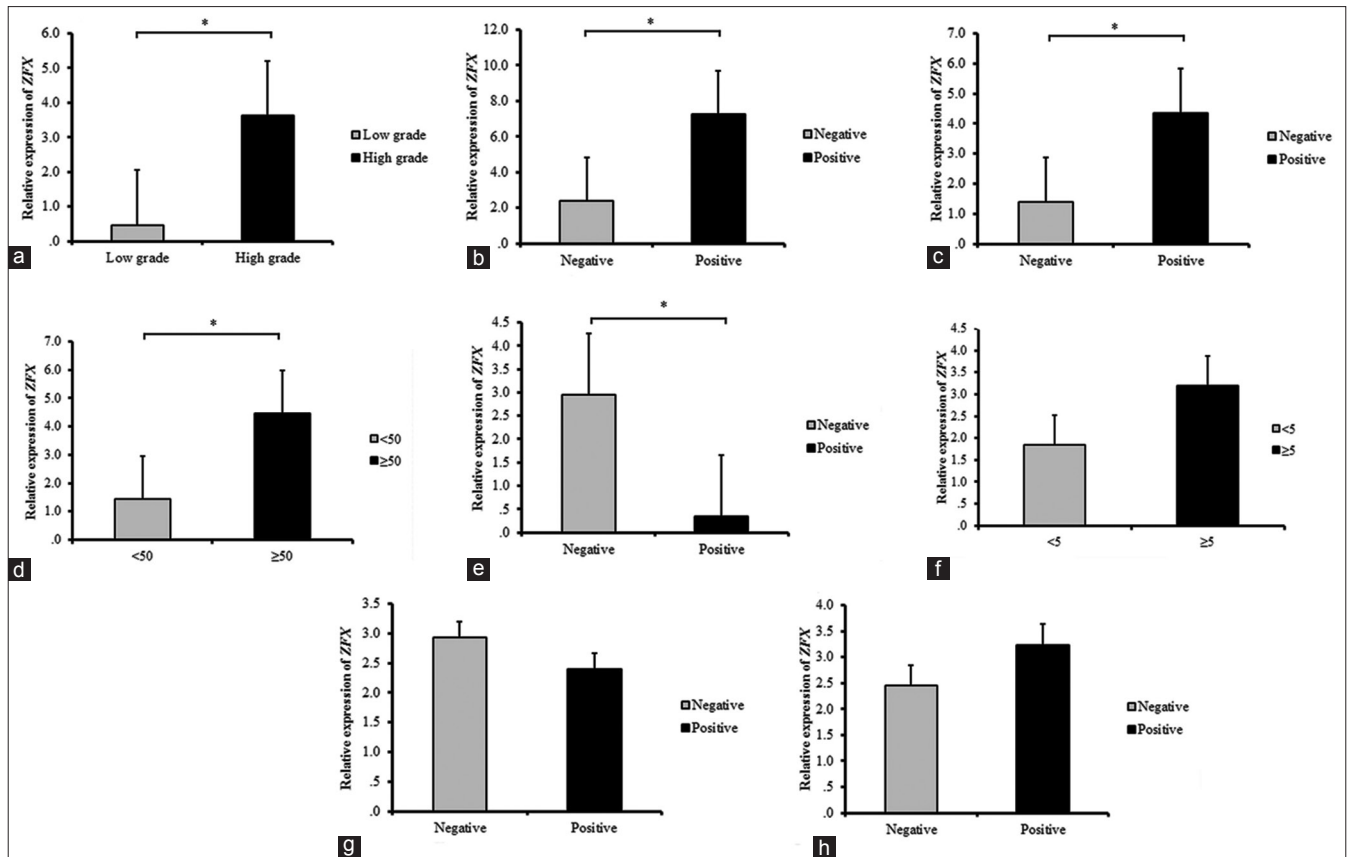 *
6.0
5.0
4.0
3.0
2.0
1.0
.0
Relative expression of ZFX
Low grade
High grade
Low grade
High grade
a
*
12.0
10.0
8.0
6.0
4.0
2.0
.0
Relative expression of ZFX
Negative
Positive
Negative
Positive
b
*
7.0
6.0
5.0
4.0
3.0
2.0
1.0
.0
Relative expression of ZFX
Negative
Positive
Negative
Positive
c
*
7.0
6.0
5.0
4.0
3.0
2.0
1.0
.0
Relative expression of ZFX
<50
≥50
<50
≥50
d
*
4.5
4.0
3.5
3.0
2.5
2.0
1.5
1.0
.5
.0
Relative expression of ZFX
Negative
Positive
Negative
Positive
e
4.5
4.0
3.5
3.0
2.5
2.0
1.5
1.0
.5
.0
Relative expression of ZFX
<5
≥5
<5
≥5
f
3.5
3.0
2.5
2.0
1.5
1.0
.5
.0
Relative expression of ZFX
Negative
Positive
Negative
Positive
g
4.0
3.5
3.0
2.5
2.0
1.5
1.0
.5
.0
Relative expression of ZFX
Negative
Positive
Negative
Positive
h